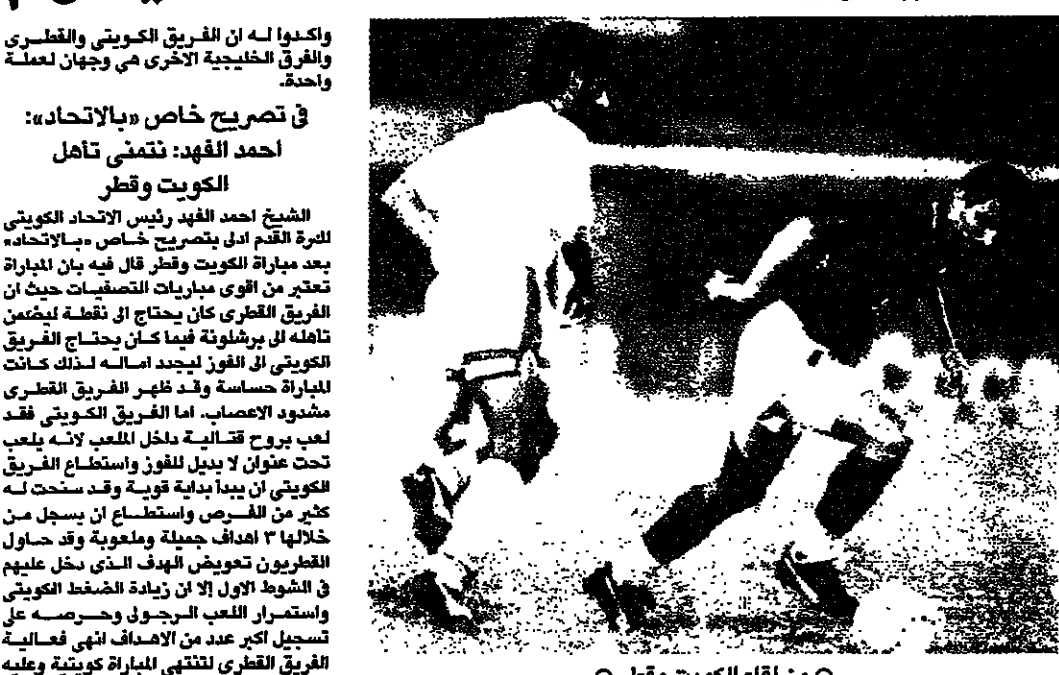 واكدوا له ان الفريق الكويتي والقطري
والفرق الخليجية الاخرى هي وجهان لعملة
واحدة.
في تصريح خاص «بالاتحاد»:
احمد الفهد: نتمنى تأهل
الكويت وقطر
الشيخ احمد الفهد رئيس الاتحاد الكويتي
للكرة القدم ادلى بتصريح خاص «بالاتحاد»
بعد مباراة الكويت وقطر قال فيه بان المباراة
تعتبر من اقوى مباريات التصفيات حيث ان
الفريق القطري كان يحتاج الى نقطة ليضمن
تاهله الى برشلونة فيما كان يحتاج الفريق
الكويتي الى الفوز ليجدد اماله لذلك كانت
المباراة حساسة وقد ظهر الفريق القطري
مشدود الاعصاب. اما الفريق الكويتي فقد
لعب بروح قتالية داخل الملعب لانه يلعب
تحت عنوان لا بديل للفوز واستطاع الفريق
الكويتي ان يبدأ بداية قوية وقد سنحت له
كثير من الفرص واستطاع ان يسجل من
خلالها ٣ اهداف جميلة وملعوبة وقد حاول
القطريون تعويض الهدف الذي دخل عليهم
في الشوط الاول إلا ان زيادة الضغط الكويتي
واستمرار اللعب الرجولي وحرصه على
تسجيل اكبر عدد من الاهداف انهى فعالية
الفريق القطري لتنتهي المباراة كويتية وعليه
من لقاء الكويت وقطر